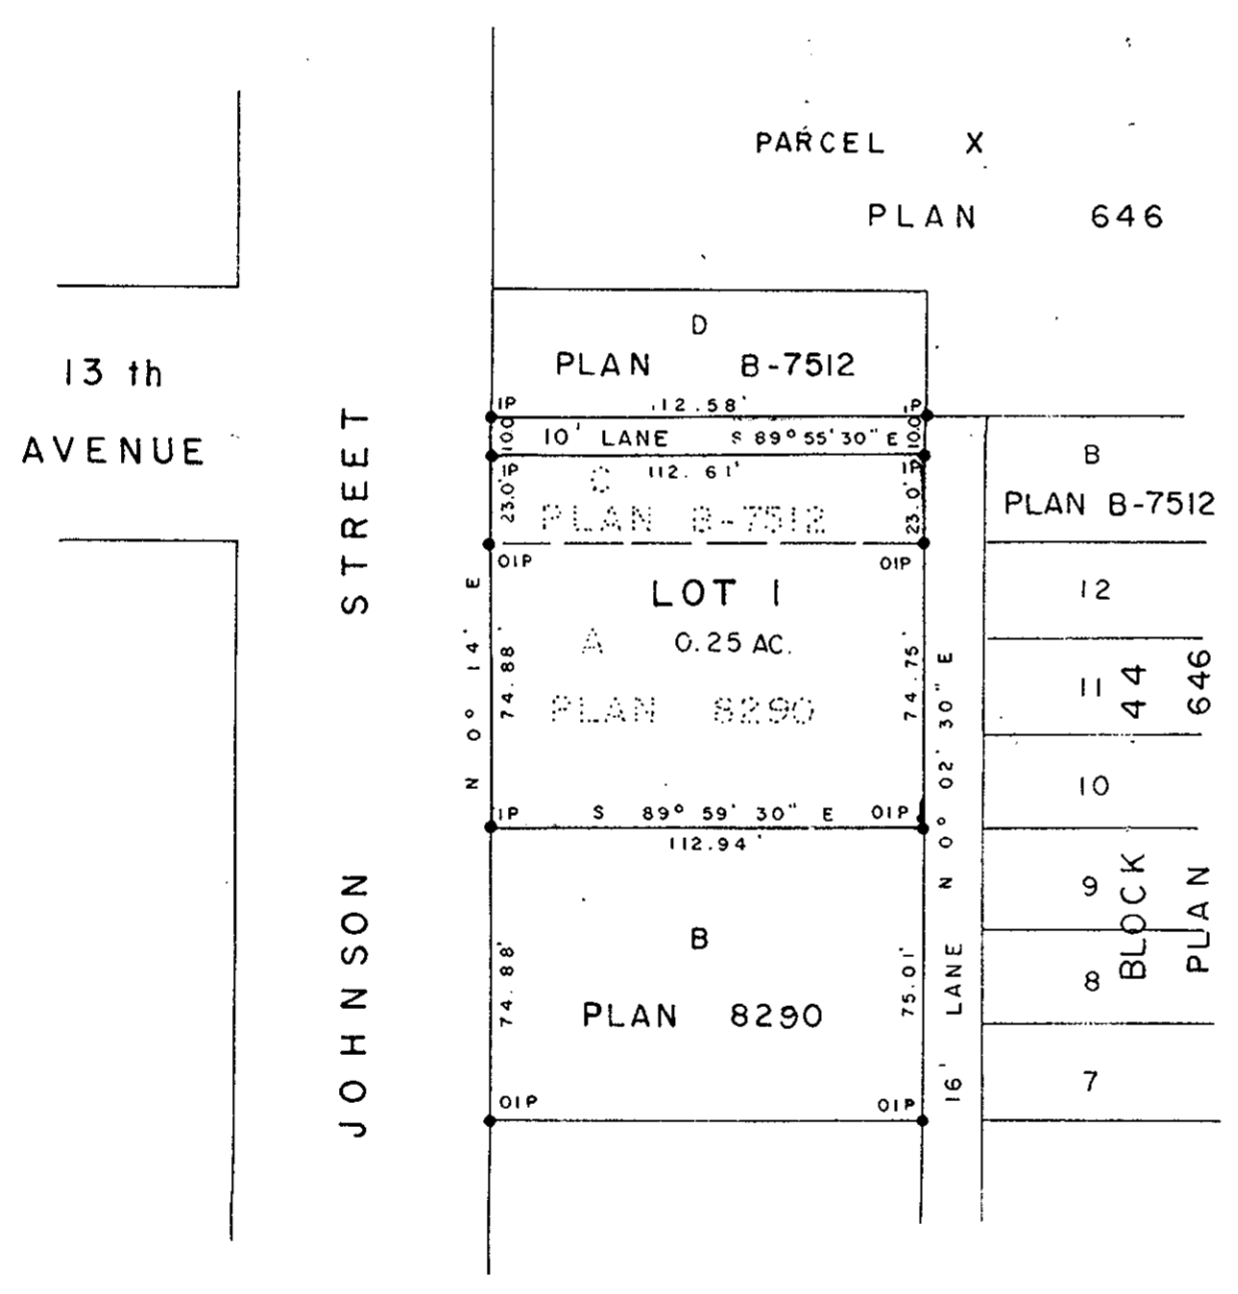 PARCEL X
PLAN 646
D
PLAN B-7512
13 th
AVENUE
JOHNSON STREET
IP 112.58' IP
10.0 10' LANE S 89° 55' 30" E 10.0
IP 112.61' IP
C
23.0' PLAN B-7512 23.0'
B
PLAN B-7512
OIP OIP
LOT 1
A 0.25 AC.
PLAN 8290
N 0° 14' E
74.88'
74.75'
N 0° 02' 30" E
12
11
10
9
8
7
BLOCK 44
PLAN 646
IP S 89° 59' 30" E OIP
112.94'
B
PLAN 8290
74.88'
75.01'
16' LANE
OIP OIP